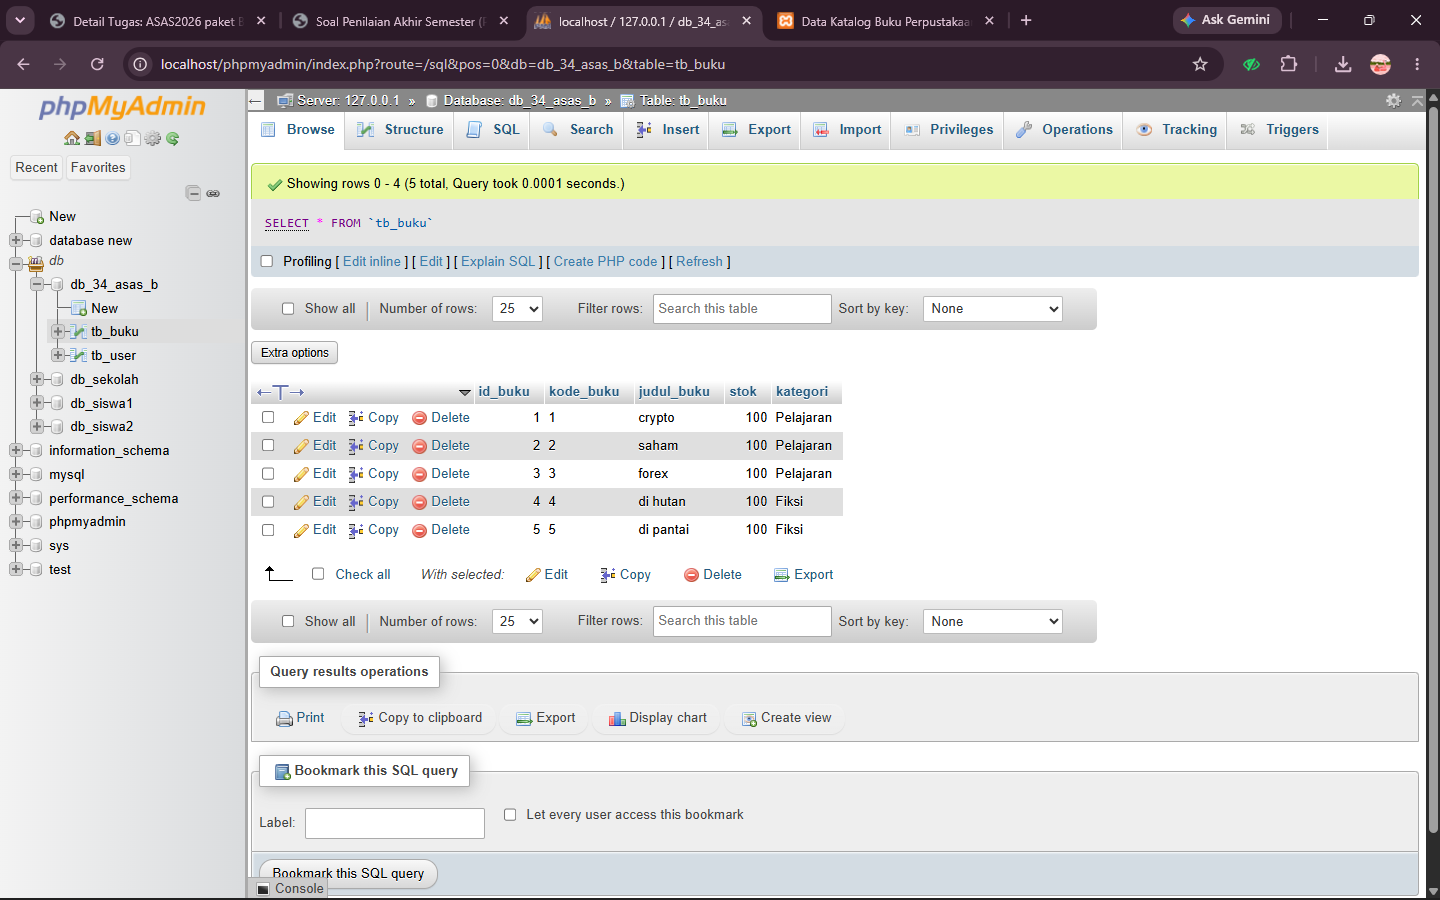 Detail Tugas: ASAS2026 paket B
Soal Penilaian Akhir Semester (P
localhost / 127.0.0.1 / db_34_as
Data Katalog Buku Perpustakaa
Ask Gemini
localhost/phpmyadmin/index.php?route=/sql&pos=0&db=db_34_asas_b&table=tb_buku
phpMyAdmin
Recent Favorites
New
database new
db
db_34_asas_b
New
tb_buku
tb_user
db_sekolah
db_siswa1
db_siswa2
information_schema
mysql
performance_schema
phpmyadmin
sys
test
Server: 127.0.0.1 » Database: db_34_asas_b » Table: tb_buku
Browse Structure SQL Search Insert Export Import Privileges Operations Tracking Triggers
Showing rows 0 - 4 (5 total, Query took 0.0001 seconds.)
SELECT * FROM `tb_buku`
Profiling [ Edit inline ] [ Edit ] [ Explain SQL ] [ Create PHP code ] [ Refresh ]
Show all Number of rows: 25 Filter rows: Search this table Sort by key: None
Extra options
←T→ id_buku kode_buku judul_buku stok kategori
Edit Copy Delete 1 1 crypto 100 Pelajaran
Edit Copy Delete 2 2 saham 100 Pelajaran
Edit Copy Delete 3 3 forex 100 Pelajaran
Edit Copy Delete 4 4 di hutan 100 Fiksi
Edit Copy Delete 5 5 di pantai 100 Fiksi
Check all With selected: Edit Copy Delete Export
Show all Number of rows: 25 Filter rows: Search this table Sort by key: None
Query results operations
Print Copy to clipboard Export Display chart Create view
Bookmark this SQL query
Label: Let every user access this bookmark
Bookmark this SQL query
Console